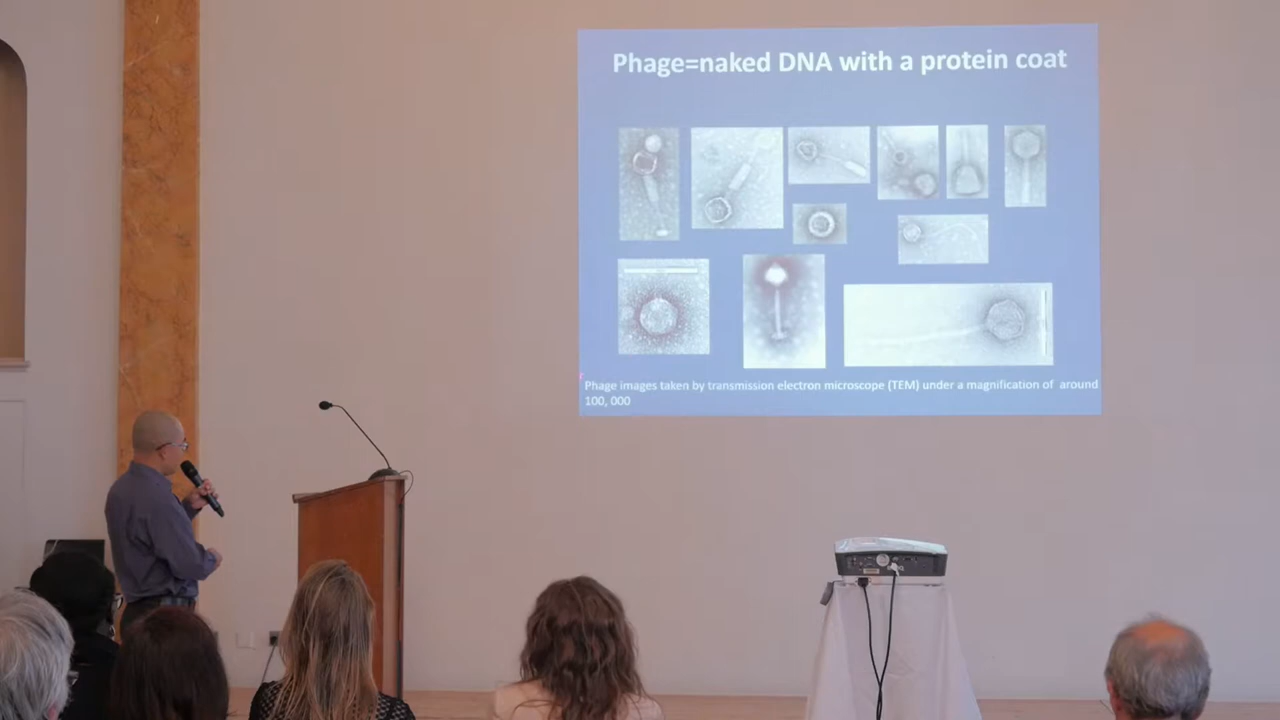 Phage=naked DNA with a protein coat
Phage images taken by transmission electron microscope (TEM) under a magnification of around
100, 000